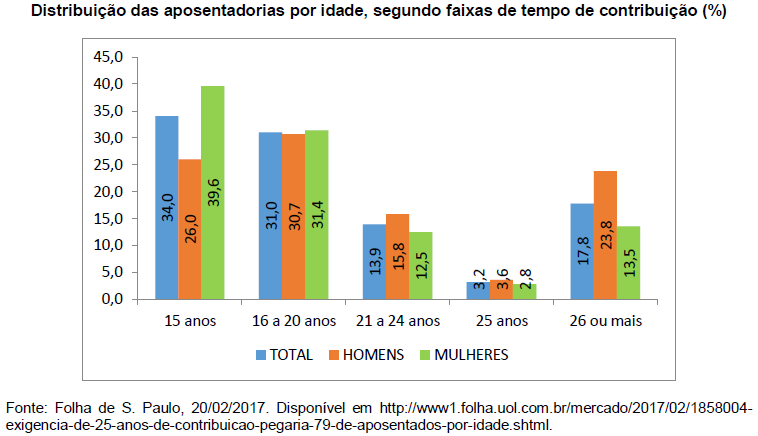 Distribuição das aposentadorias por idade, segundo faixas de tempo de contribuição (%)
45,0
40,0
35,0
30,0
25,0
20,0
15,0
10,0
5,0
0,0
34,0
26,0
39,6
31,0
30,7
31,4
13,9
15,8
12,5
3,2
3,6
2,8
17,8
23,8
13,5
15 anos
16 a 20 anos
21 a 24 anos
25 anos
26 ou mais
TOTAL
HOMENS
MULHERES
Fonte: Folha de S. Paulo, 20/02/2017. Disponível em http://www1.folha.uol.com.br/mercado/2017/02/1858004-
exigencia-de-25-anos-de-contribuicao-pegaria-79-de-aposentados-por-idade.shtml.